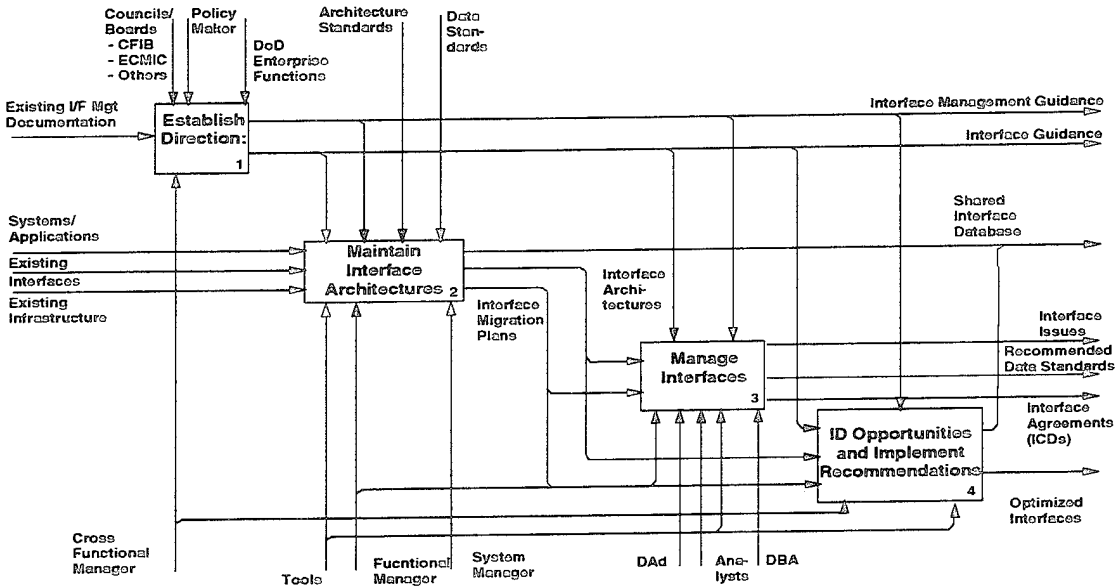 Councils/
Boards
- CFIB
- ECMIC
- Others
Policy
Maker
DoD
Enterprise
Functions
Architecture
Standards
Data
Stan-
dards
Existing I/F Mgt
Documentation
Establish
Direction:
1
Interface Management Guidance
Interface Guidance
Systems/
Applications
Existing
Interfaces
Existing
Infrastructure
Maintain
Interface
Architectures 2
Shared
Interface
Database
Interface
Migration
Plans
Interface
Archi-
tectures
Manage
Interfaces
3
Interface
Issues
Recommended
Data Standards
Interface
Agreements
(ICDs)
ID Opportunities
and Implement
Recommendations
4
Optimized
Interfaces
Cross
Functional
Manager
Tools
Fucntional
Manager
System
Manager
DAd
Ana-
lysts
DBA